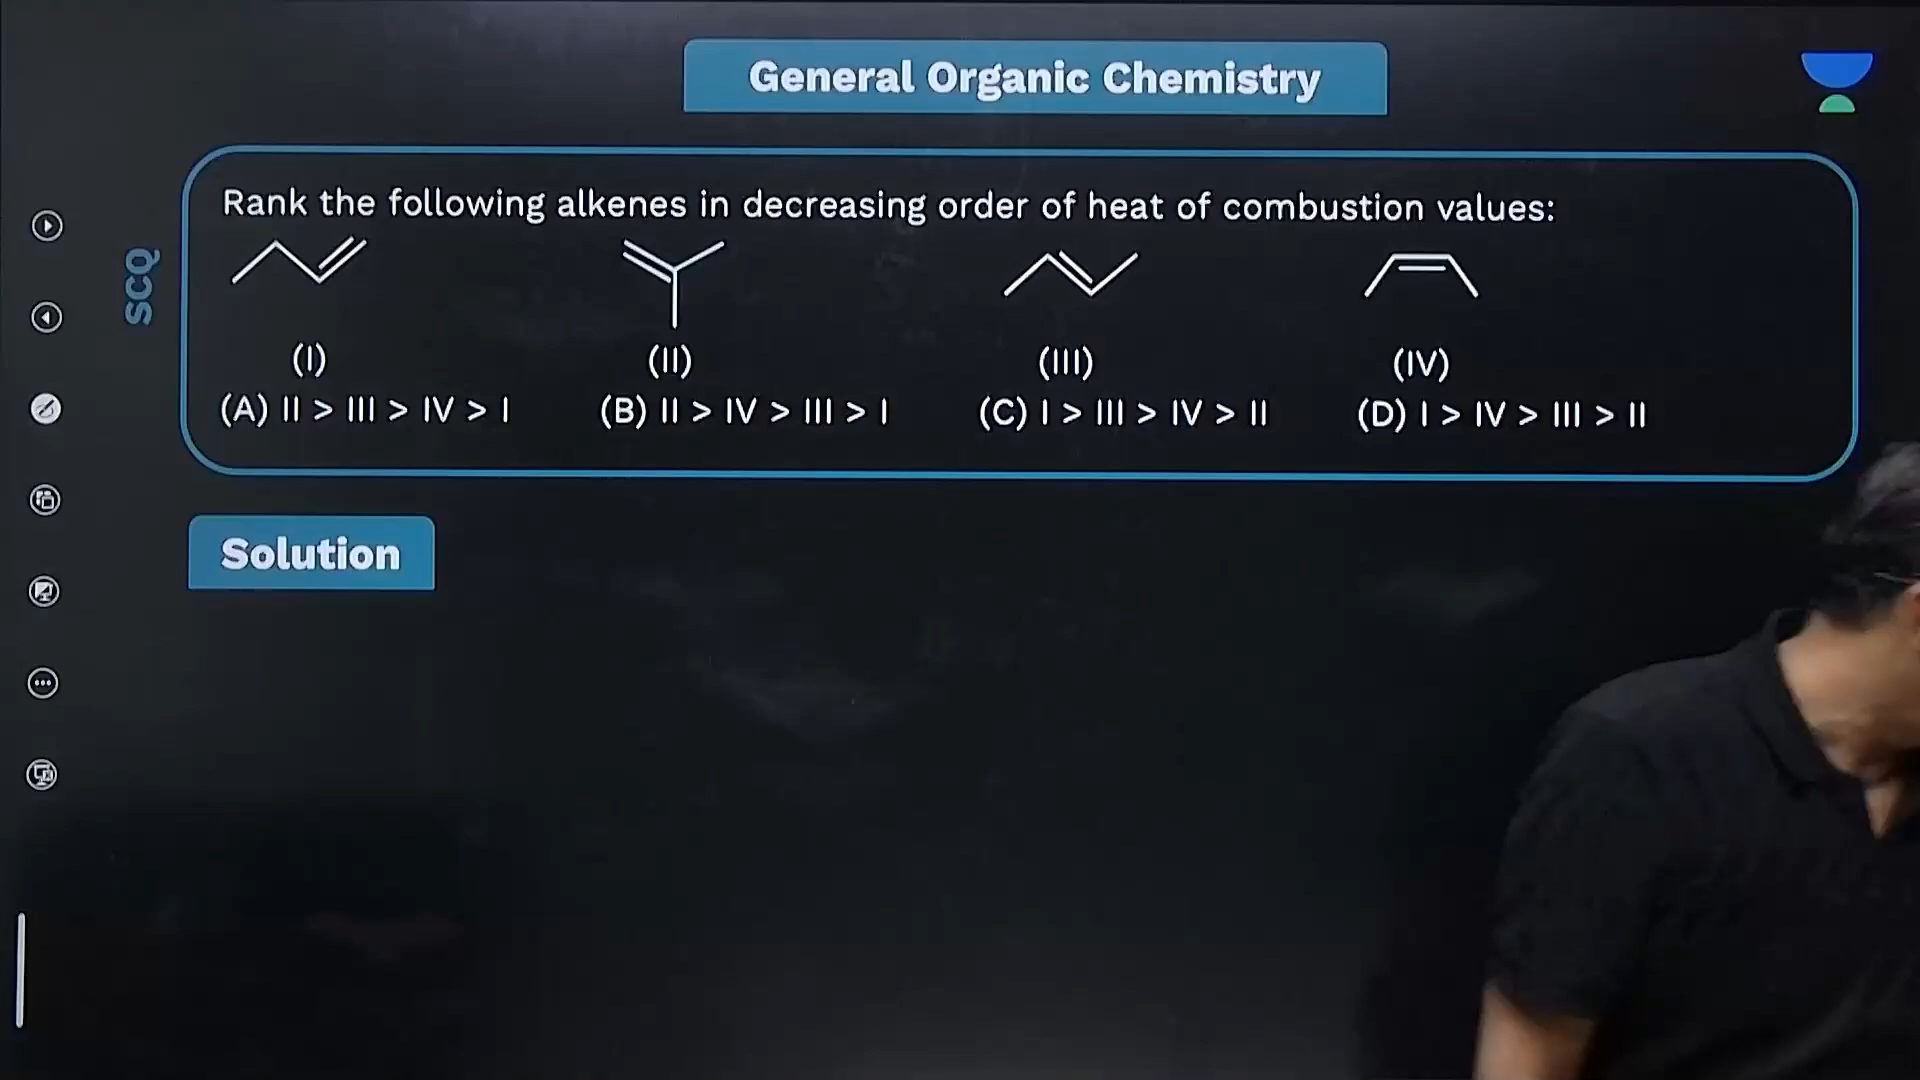 General Organic Chemistry
SCQ
Rank the following alkenes in decreasing order of heat of combustion values:
(I) (II) (III) (IV)
(A) II > III > IV > I (B) II > IV > III > I (C) I > III > IV > II (D) I > IV > III > II
Solution